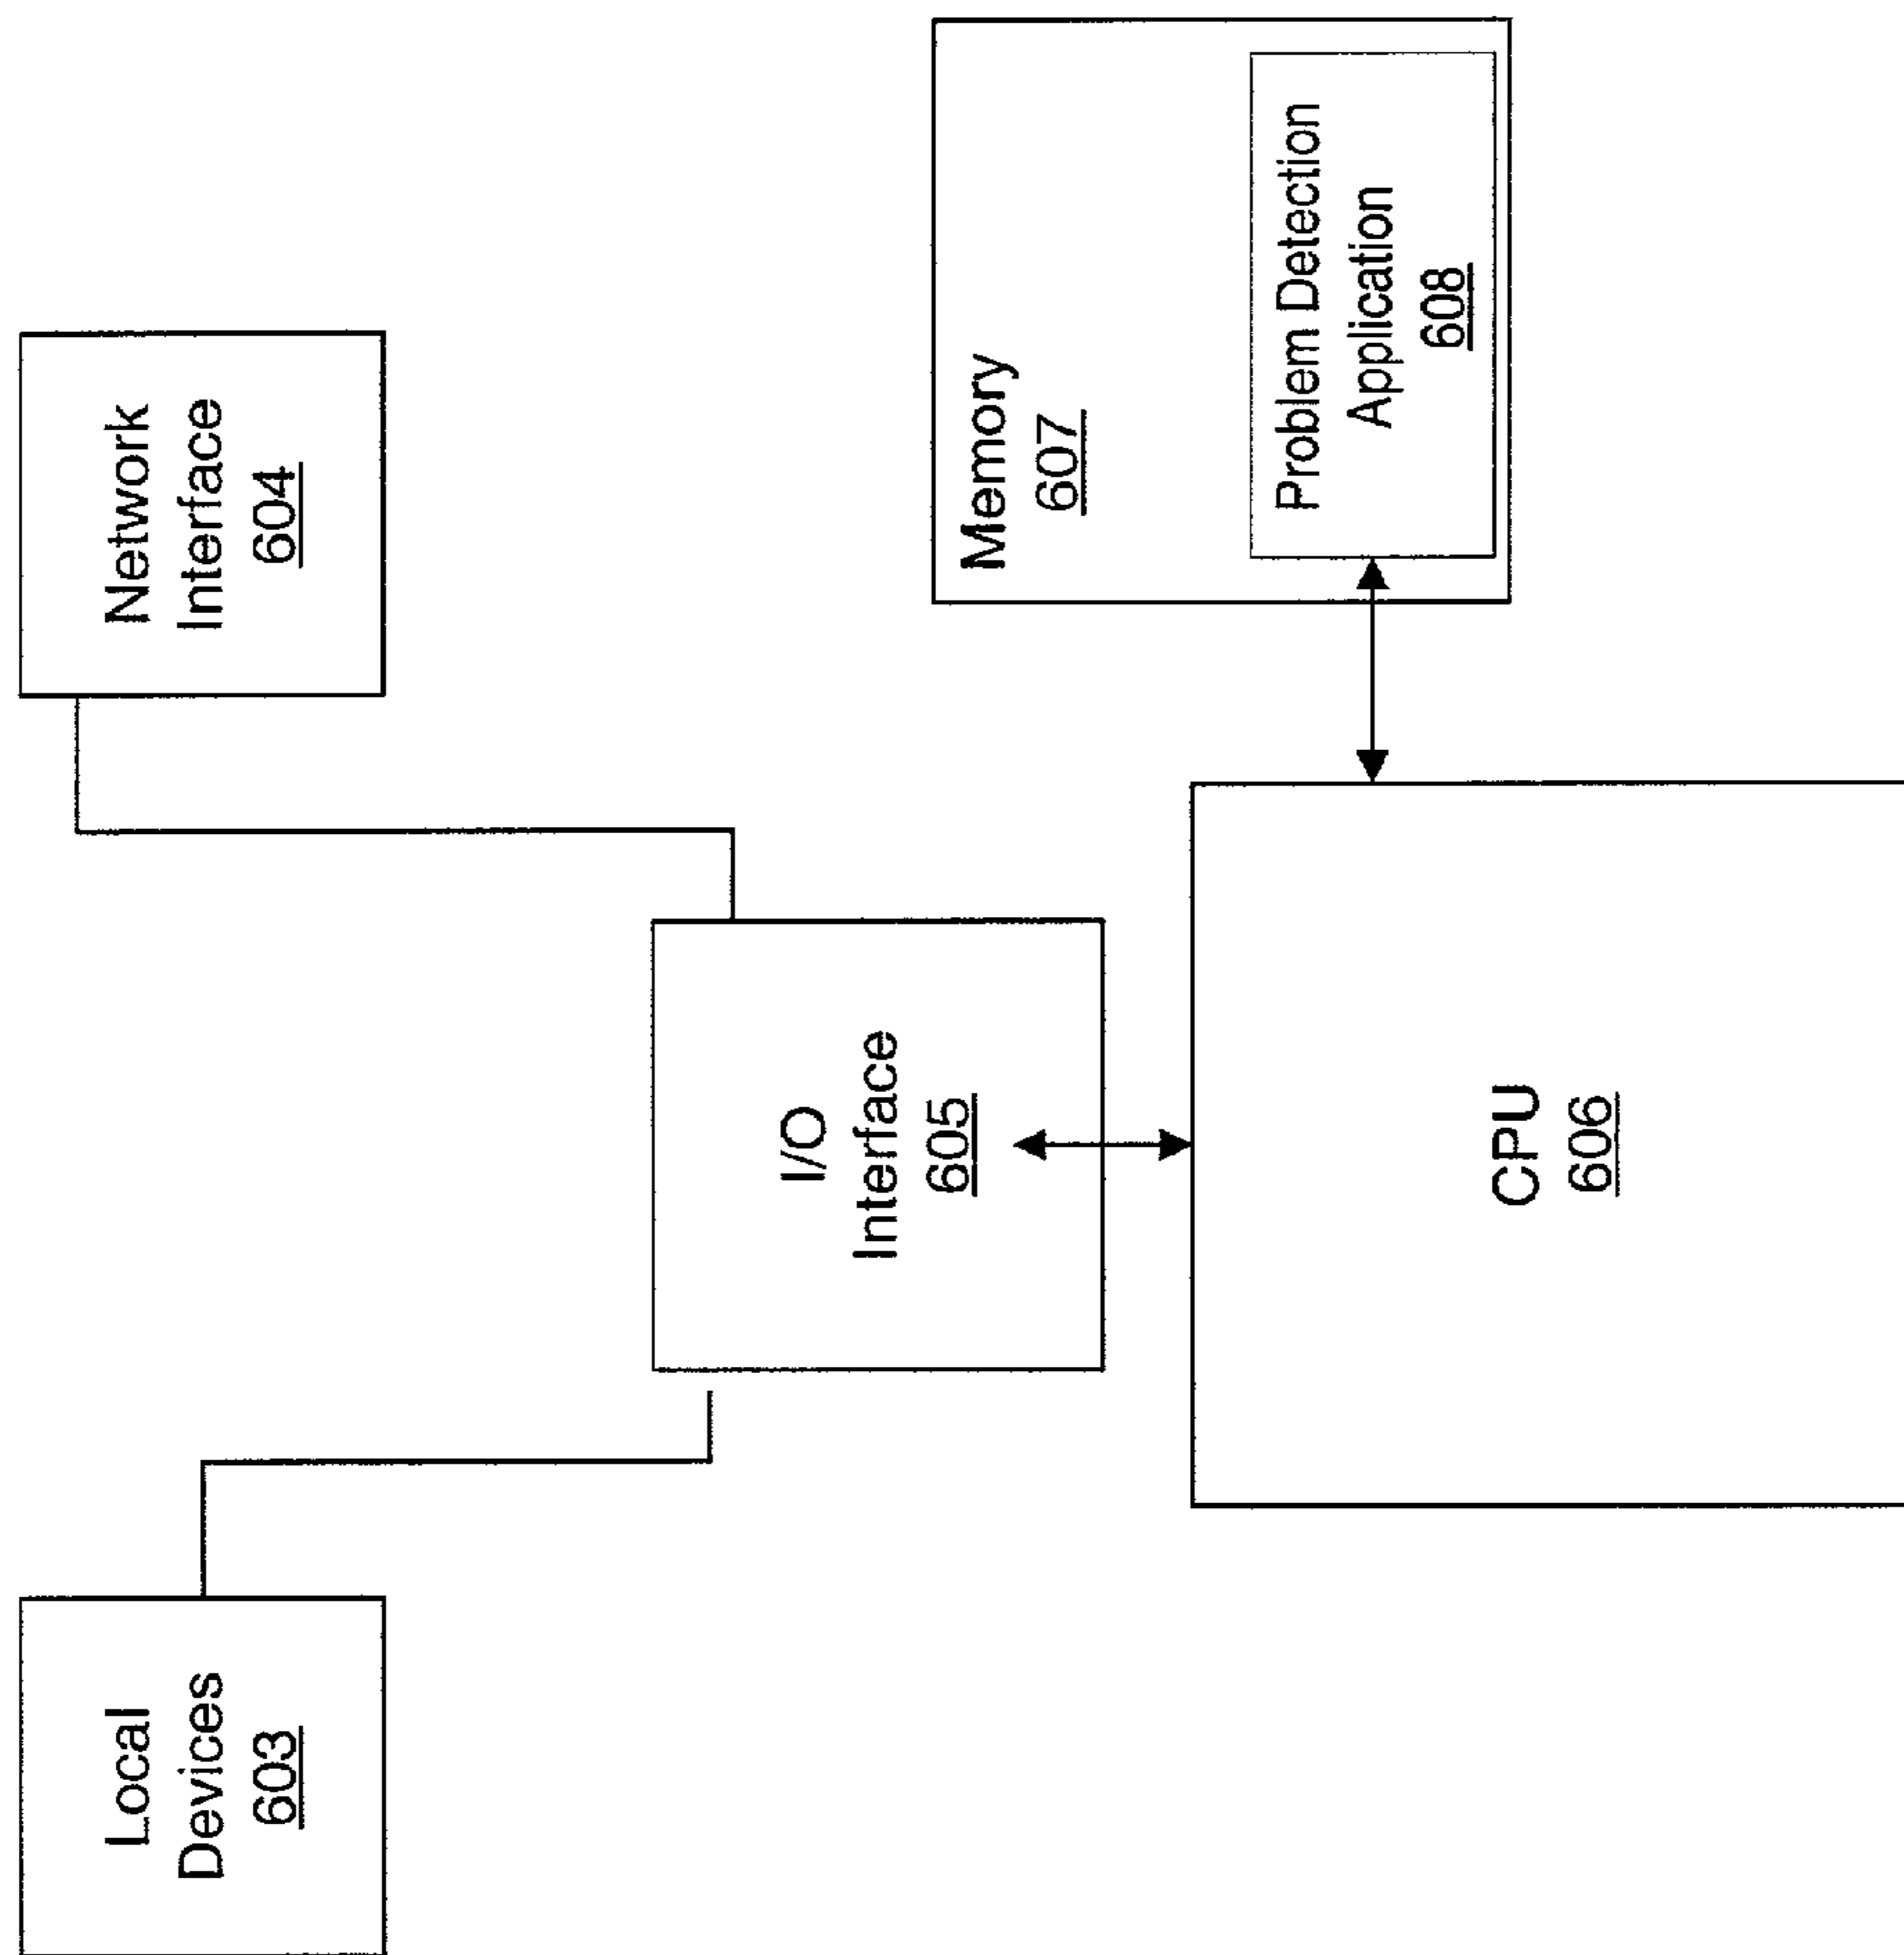 Local
Devices
603
Network
Interface
604
I/O
Interface
605
Memory
607
Problem Detection
Application
608
CPU
606